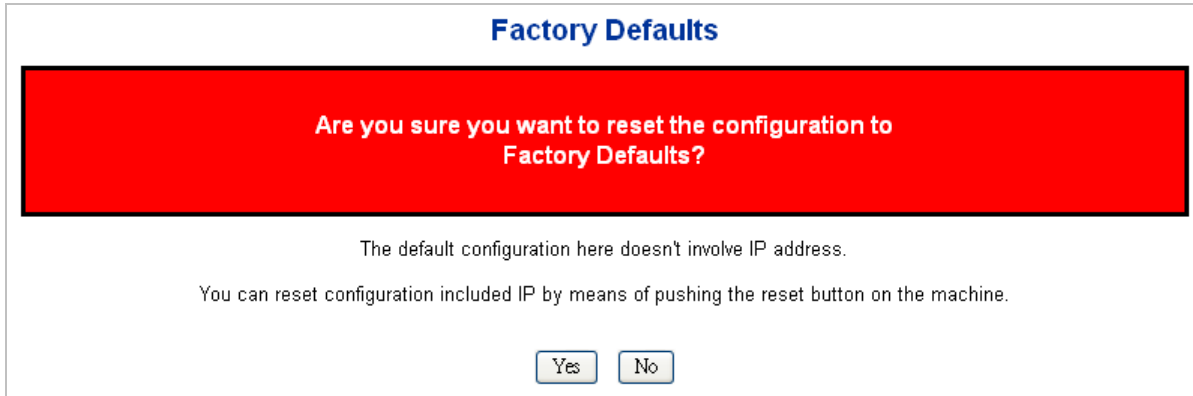 Factory Defaults
Are you sure you want to reset the configuration to
Factory Defaults?
The default configuration here doesn't involve IP address.
You can reset configuration included IP by means of pushing the reset button on the machine.
Yes No